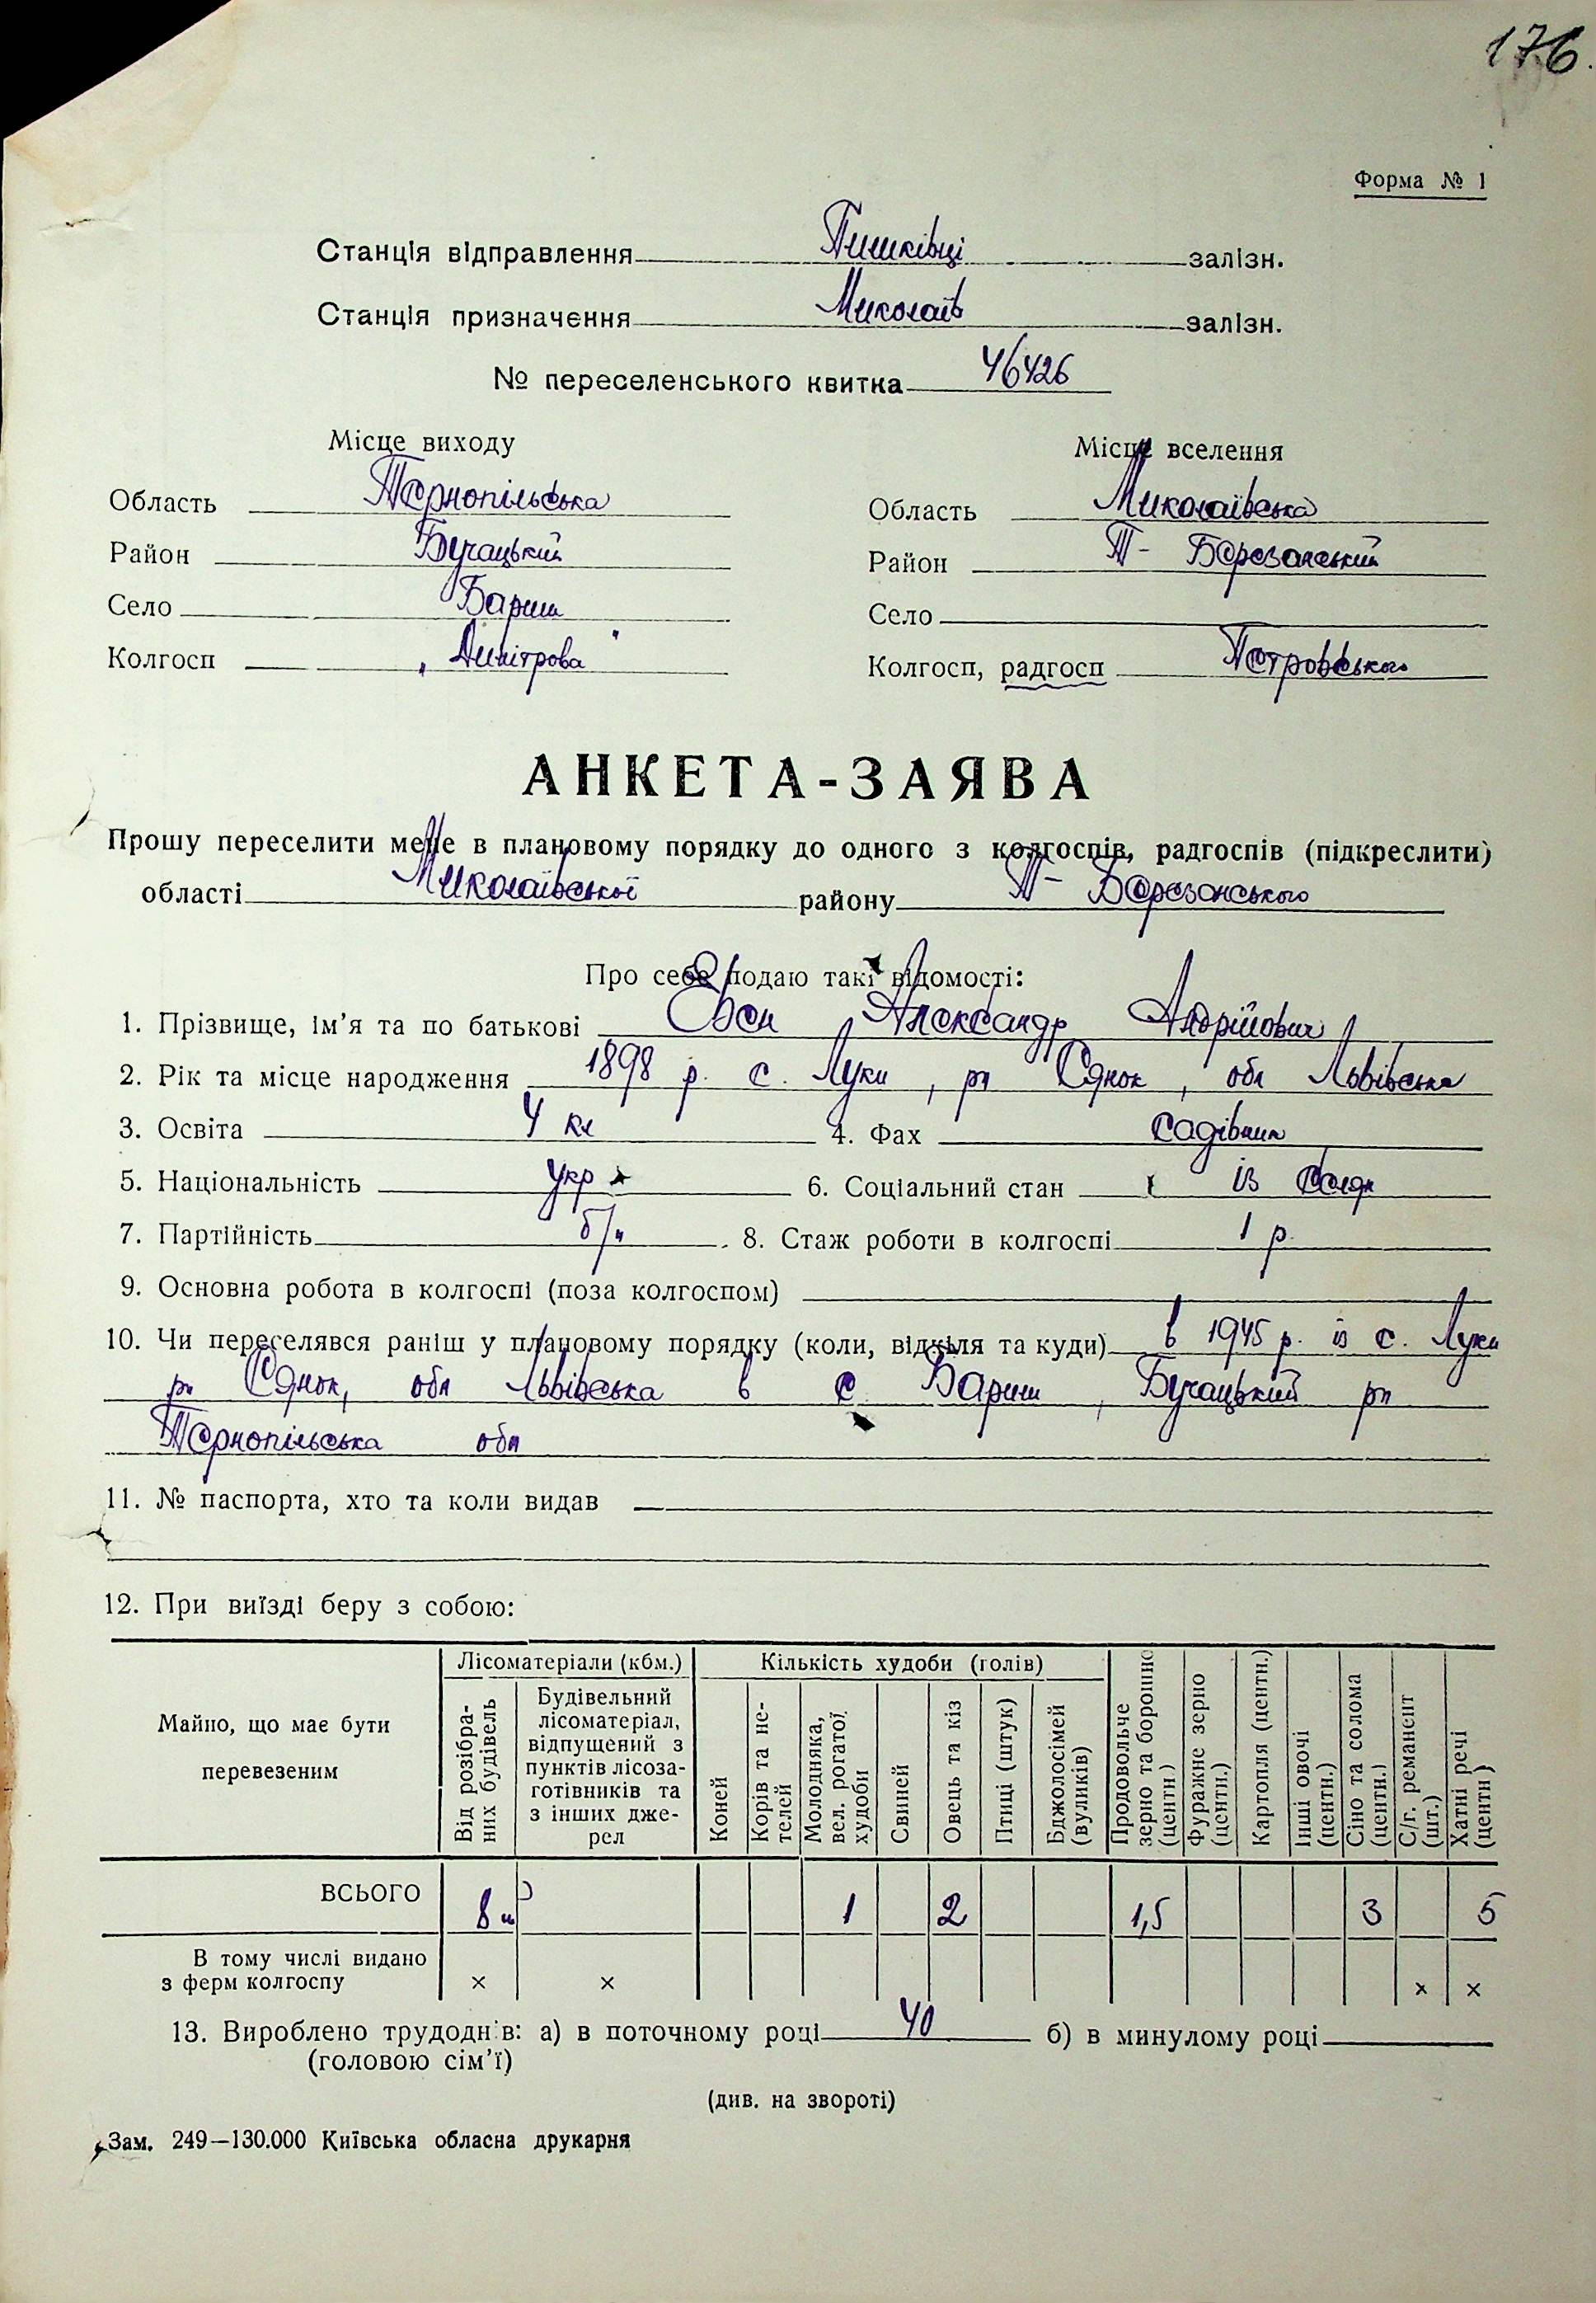 176.
Форма № 1
Станція відправлення Пишківці залізн.
Станція призначення Миколаїв залізн.
№ переселенського квитка 46426
Місце виходу
Місце вселення
Область Тернопільська
Область Миколаївська
Район Бучацький
Район Т- Березанський
Село Бариш
Село
Колгосп „Димітрова"
Колгосп, радгосп Петровського
АНКЕТА-ЗАЯВА
Прошу переселити мене в плановому порядку до одного з колгоспів, радгоспів (підкреслити)
області Миколаївської району Т- Березанського
Про себе подаю такі відомості:
1. Прізвище, ім'я та по батькові Александр Андрійович
2. Рік та місце народження 1898 р. с. Луки, рн Сянок, обл Львівська
3. Освіта 4 кл 4. Фах садівник
5. Національність укр 6. Соціальний стан із
7. Партійність б/п 8. Стаж роботи в колгоспі 1 р.
9. Основна робота в колгоспі (поза колгоспом)
10. Чи переселявся раніш у плановому порядку (коли, відкіля та куди) в 1945 р. із с. Луки
рн Сянок, обл Львівська в с Бариш, Бучацький рн
Тернопільська обл
11. № паспорта, хто та коли видав
12. При виїзді беру з собою:
Майно, що має бути перевезеним
Лісоматеріали (кбм.)
Від розібраних будівель
Будівельний лісоматеріал, відпущений з пунктів лісозаготівників та з інших джерел
Кількість худоби (голів)
Коней
Корів та нетелей
Молодняка, вел. рогатої худоби
Свиней
Овець та кіз
Птиці (штук)
Бджолосімей (вуликів)
Продовольче зерно та борошно (центн.)
Фуражне зерно (центн.)
Картопля (центн.)
Інші овочі (центн.)
Сіно та солома (центн.)
С/г. реманент (шт.)
Хатні речі (центн)
ВСЬОГО 8 м3 1 2 1,5 3 5
В тому числі видано
з ферм колгоспу × × × ×
13. Вироблено трудоднів: а) в поточному році 40 б) в минулому році
(головою сім'ї)
(див. на звороті)
Зам. 249—130.000 Київська обласна друкарня